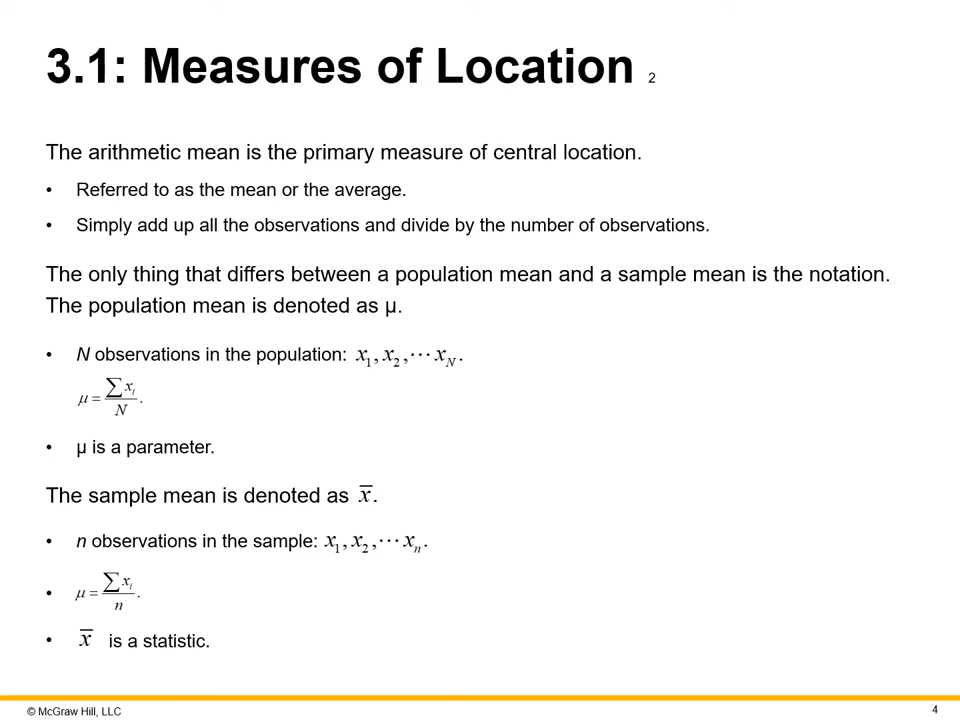 3.1: Measures of Location 2
The arithmetic mean is the primary measure of central location.
• Referred to as the mean or the average.
• Simply add up all the observations and divide by the number of observations.
The only thing that differs between a population mean and a sample mean is the notation.
The population mean is denoted as μ.
• N observations in the population: x₁, x₂, ⋯ x_N.
μ = ∑xᵢ / N.
• μ is a parameter.
The sample mean is denoted as x̅.
• n observations in the sample: x₁, x₂, ⋯ xₙ.
• μ = ∑xᵢ / n.
• x̅ is a statistic.
© McGraw Hill, LLC 4